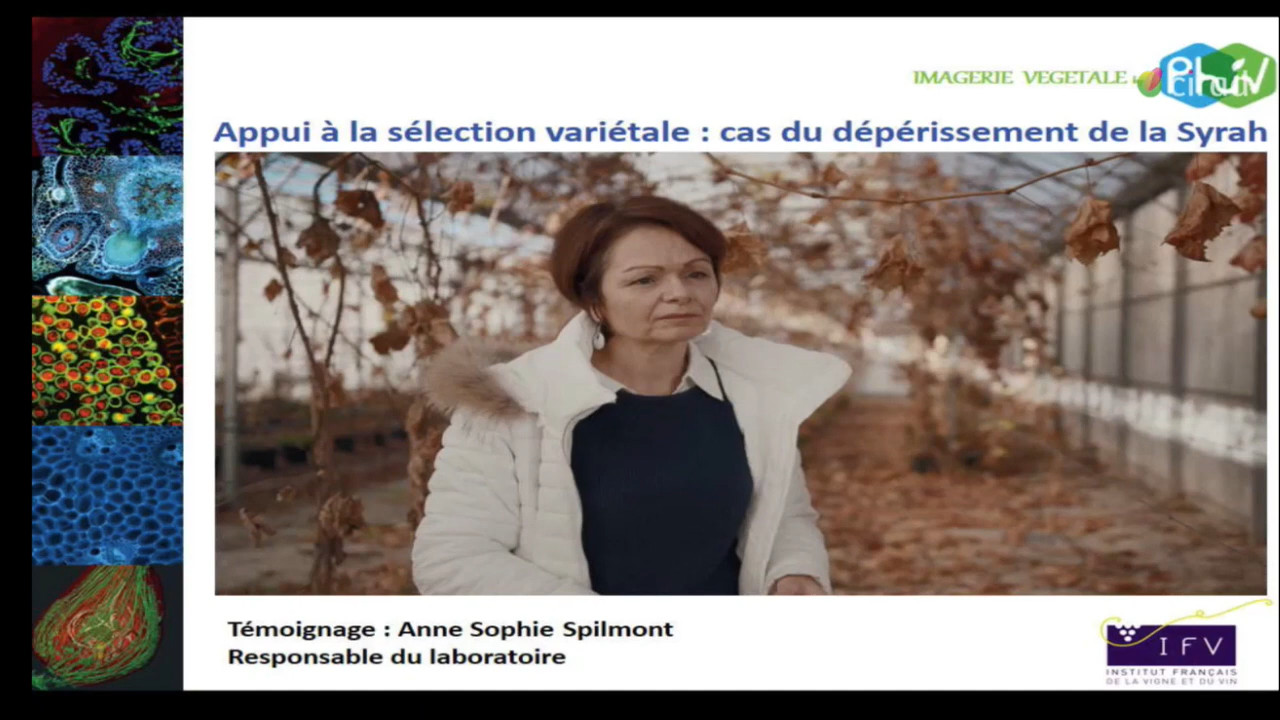 IMAGERIE VEGETALE
Appui à la sélection variétale : cas du dépérissement de la Syrah
Témoignage : Anne Sophie Spilmont
Responsable du laboratoire
IFV
INSTITUT FRANÇAIS
DE LA VIGNE ET DU VIN